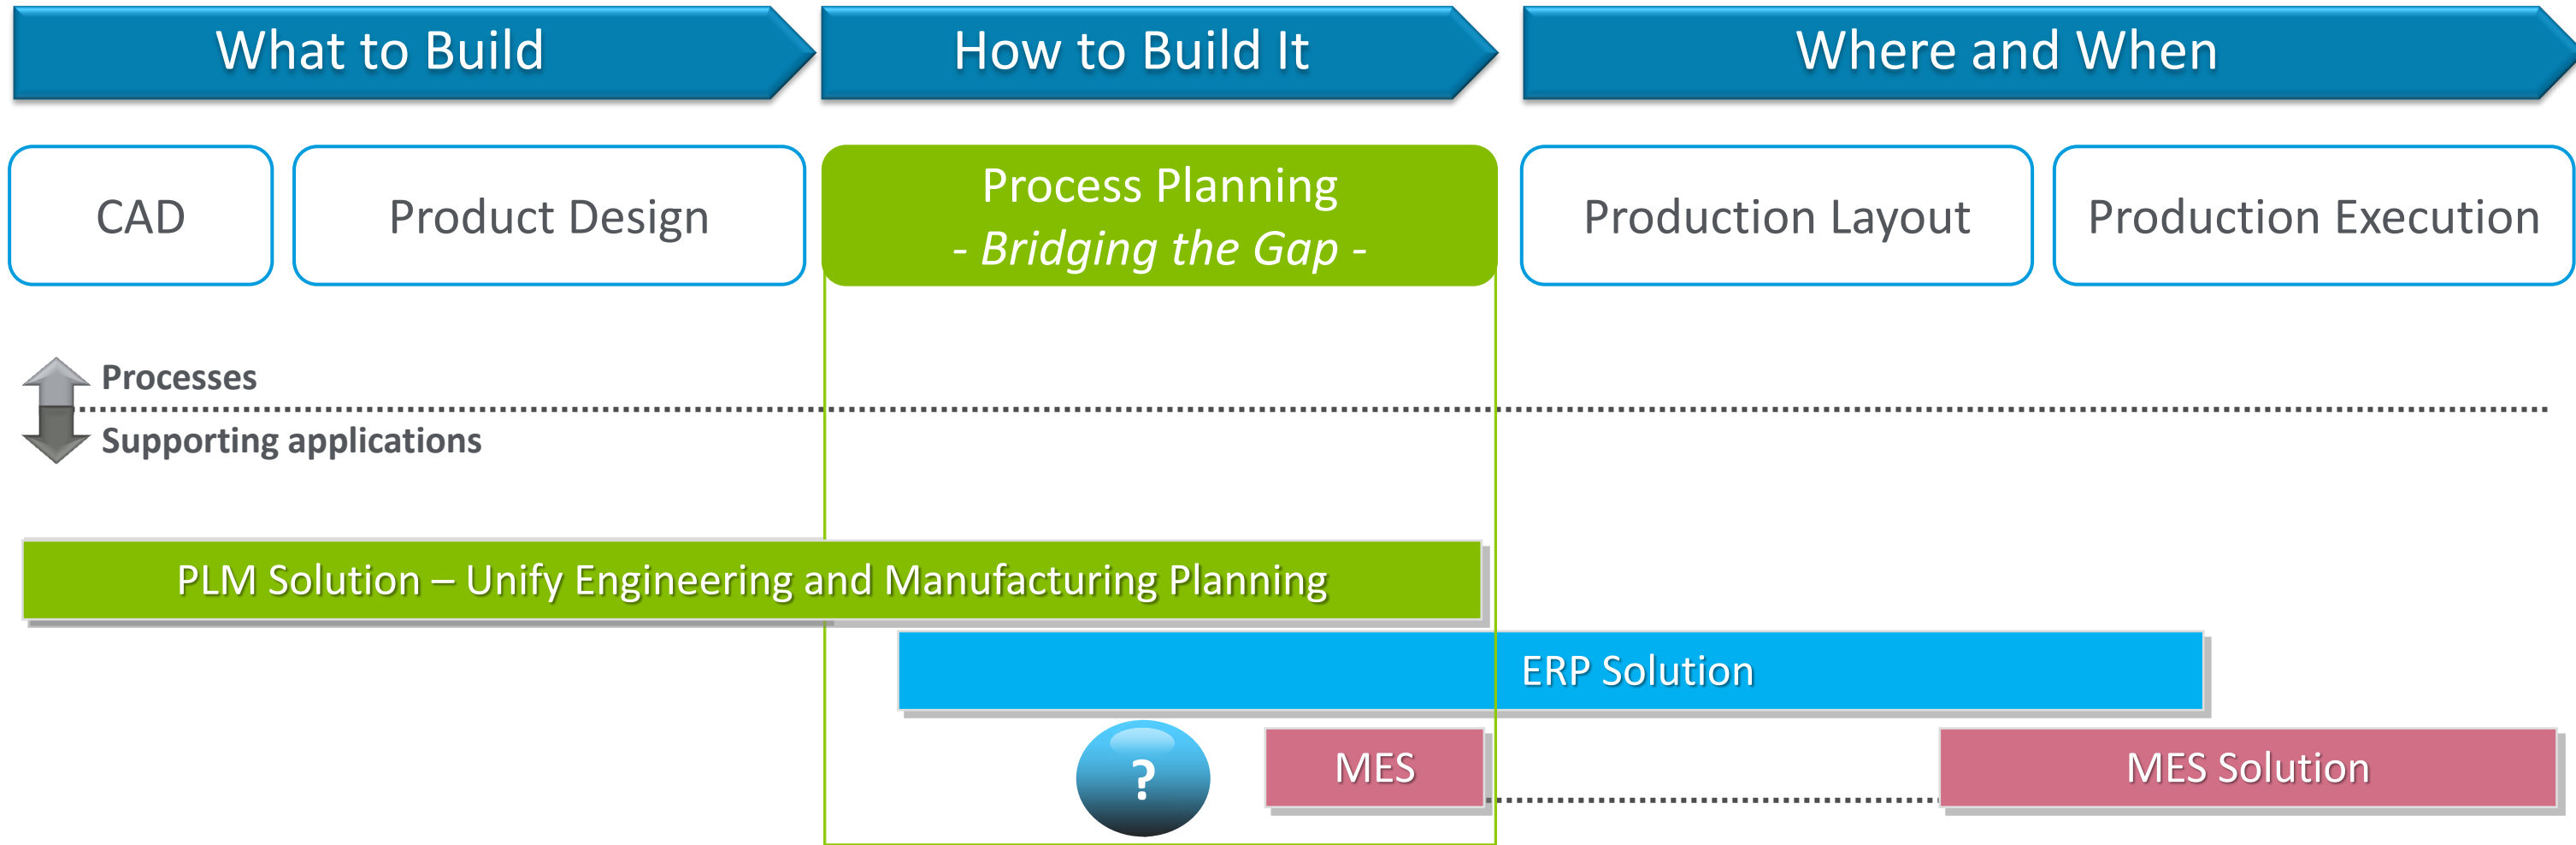 What to Build
How to Build It
Where and When
CAD
Product Design
Process Planning
- Bridging the Gap -
Production Layout
Production Execution
Processes
Supporting applications
PLM Solution – Unify Engineering and Manufacturing Planning
ERP Solution
?
MES
MES Solution